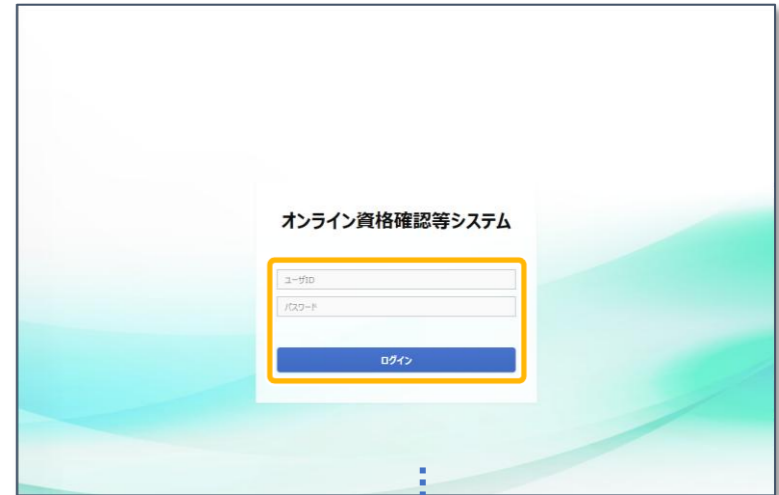 オンライン資格確認等システム
ユーザID
パスワード
ログイン